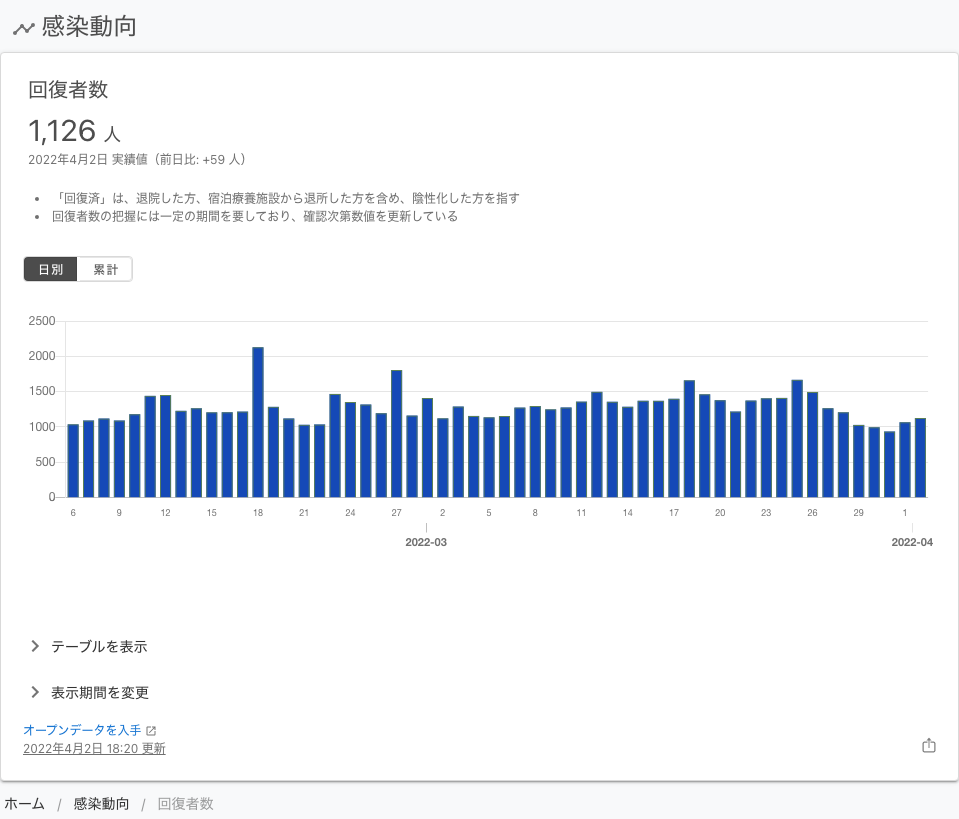 感染動向
回復者数
1,126 人
2022年4月2日 実績値（前日比: +59 人）
• 「回復済」は、退院した方、宿泊療養施設から退所した方を含め、陰性化した方を指す
• 回復者数の把握には一定の期間を要しており、確認次第数値を更新している
日別 累計
2500
2000
1500
1000
500
0
6 9 12 15 18 21 24 27 2 5 8 11 14 17 20 23 26 29 1
2022-03 2022-04
テーブルを表示
表示期間を変更
オープンデータを入手
2022年4月2日 18:20 更新
ホーム / 感染動向 / 回復者数